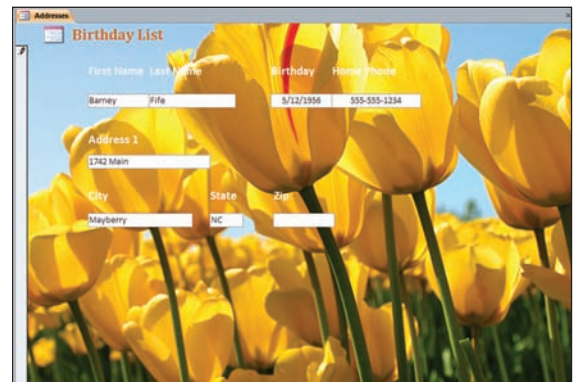 Addresses
Birthday List
First Name Last Name Birthday Home Phone
Barney Fife 5/12/1956 555-555-1234
Address 1
1742 Main
City State Zip
Mayberry NC